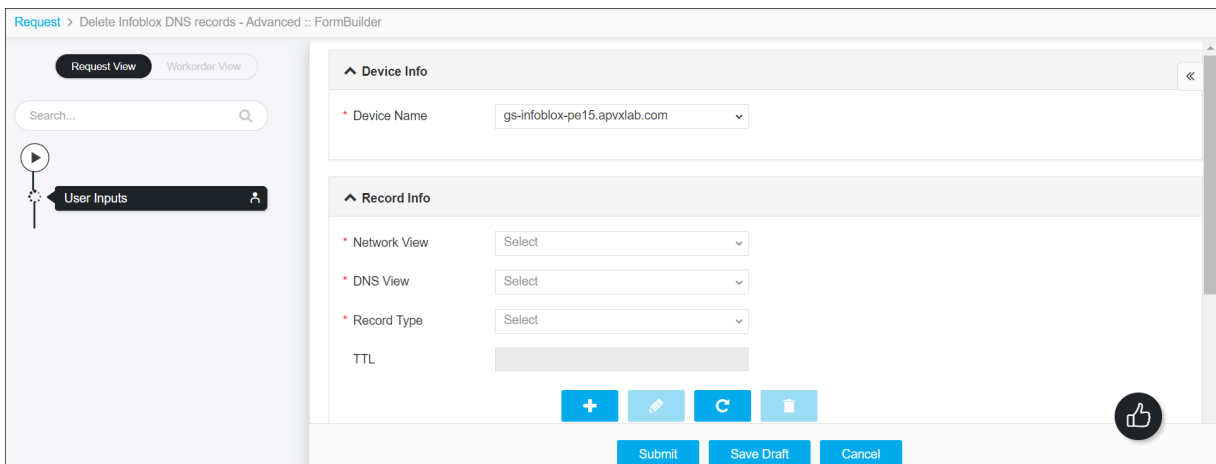 Request > Delete Infoblox DNS records - Advanced :: FormBuilder
Request View Workorder View
Search...
User Inputs
Device Info
* Device Name gs-infoblox-pe15.apvxlab.com
Record Info
* Network View Select
* DNS View Select
* Record Type Select
TTL
Submit Save Draft Cancel